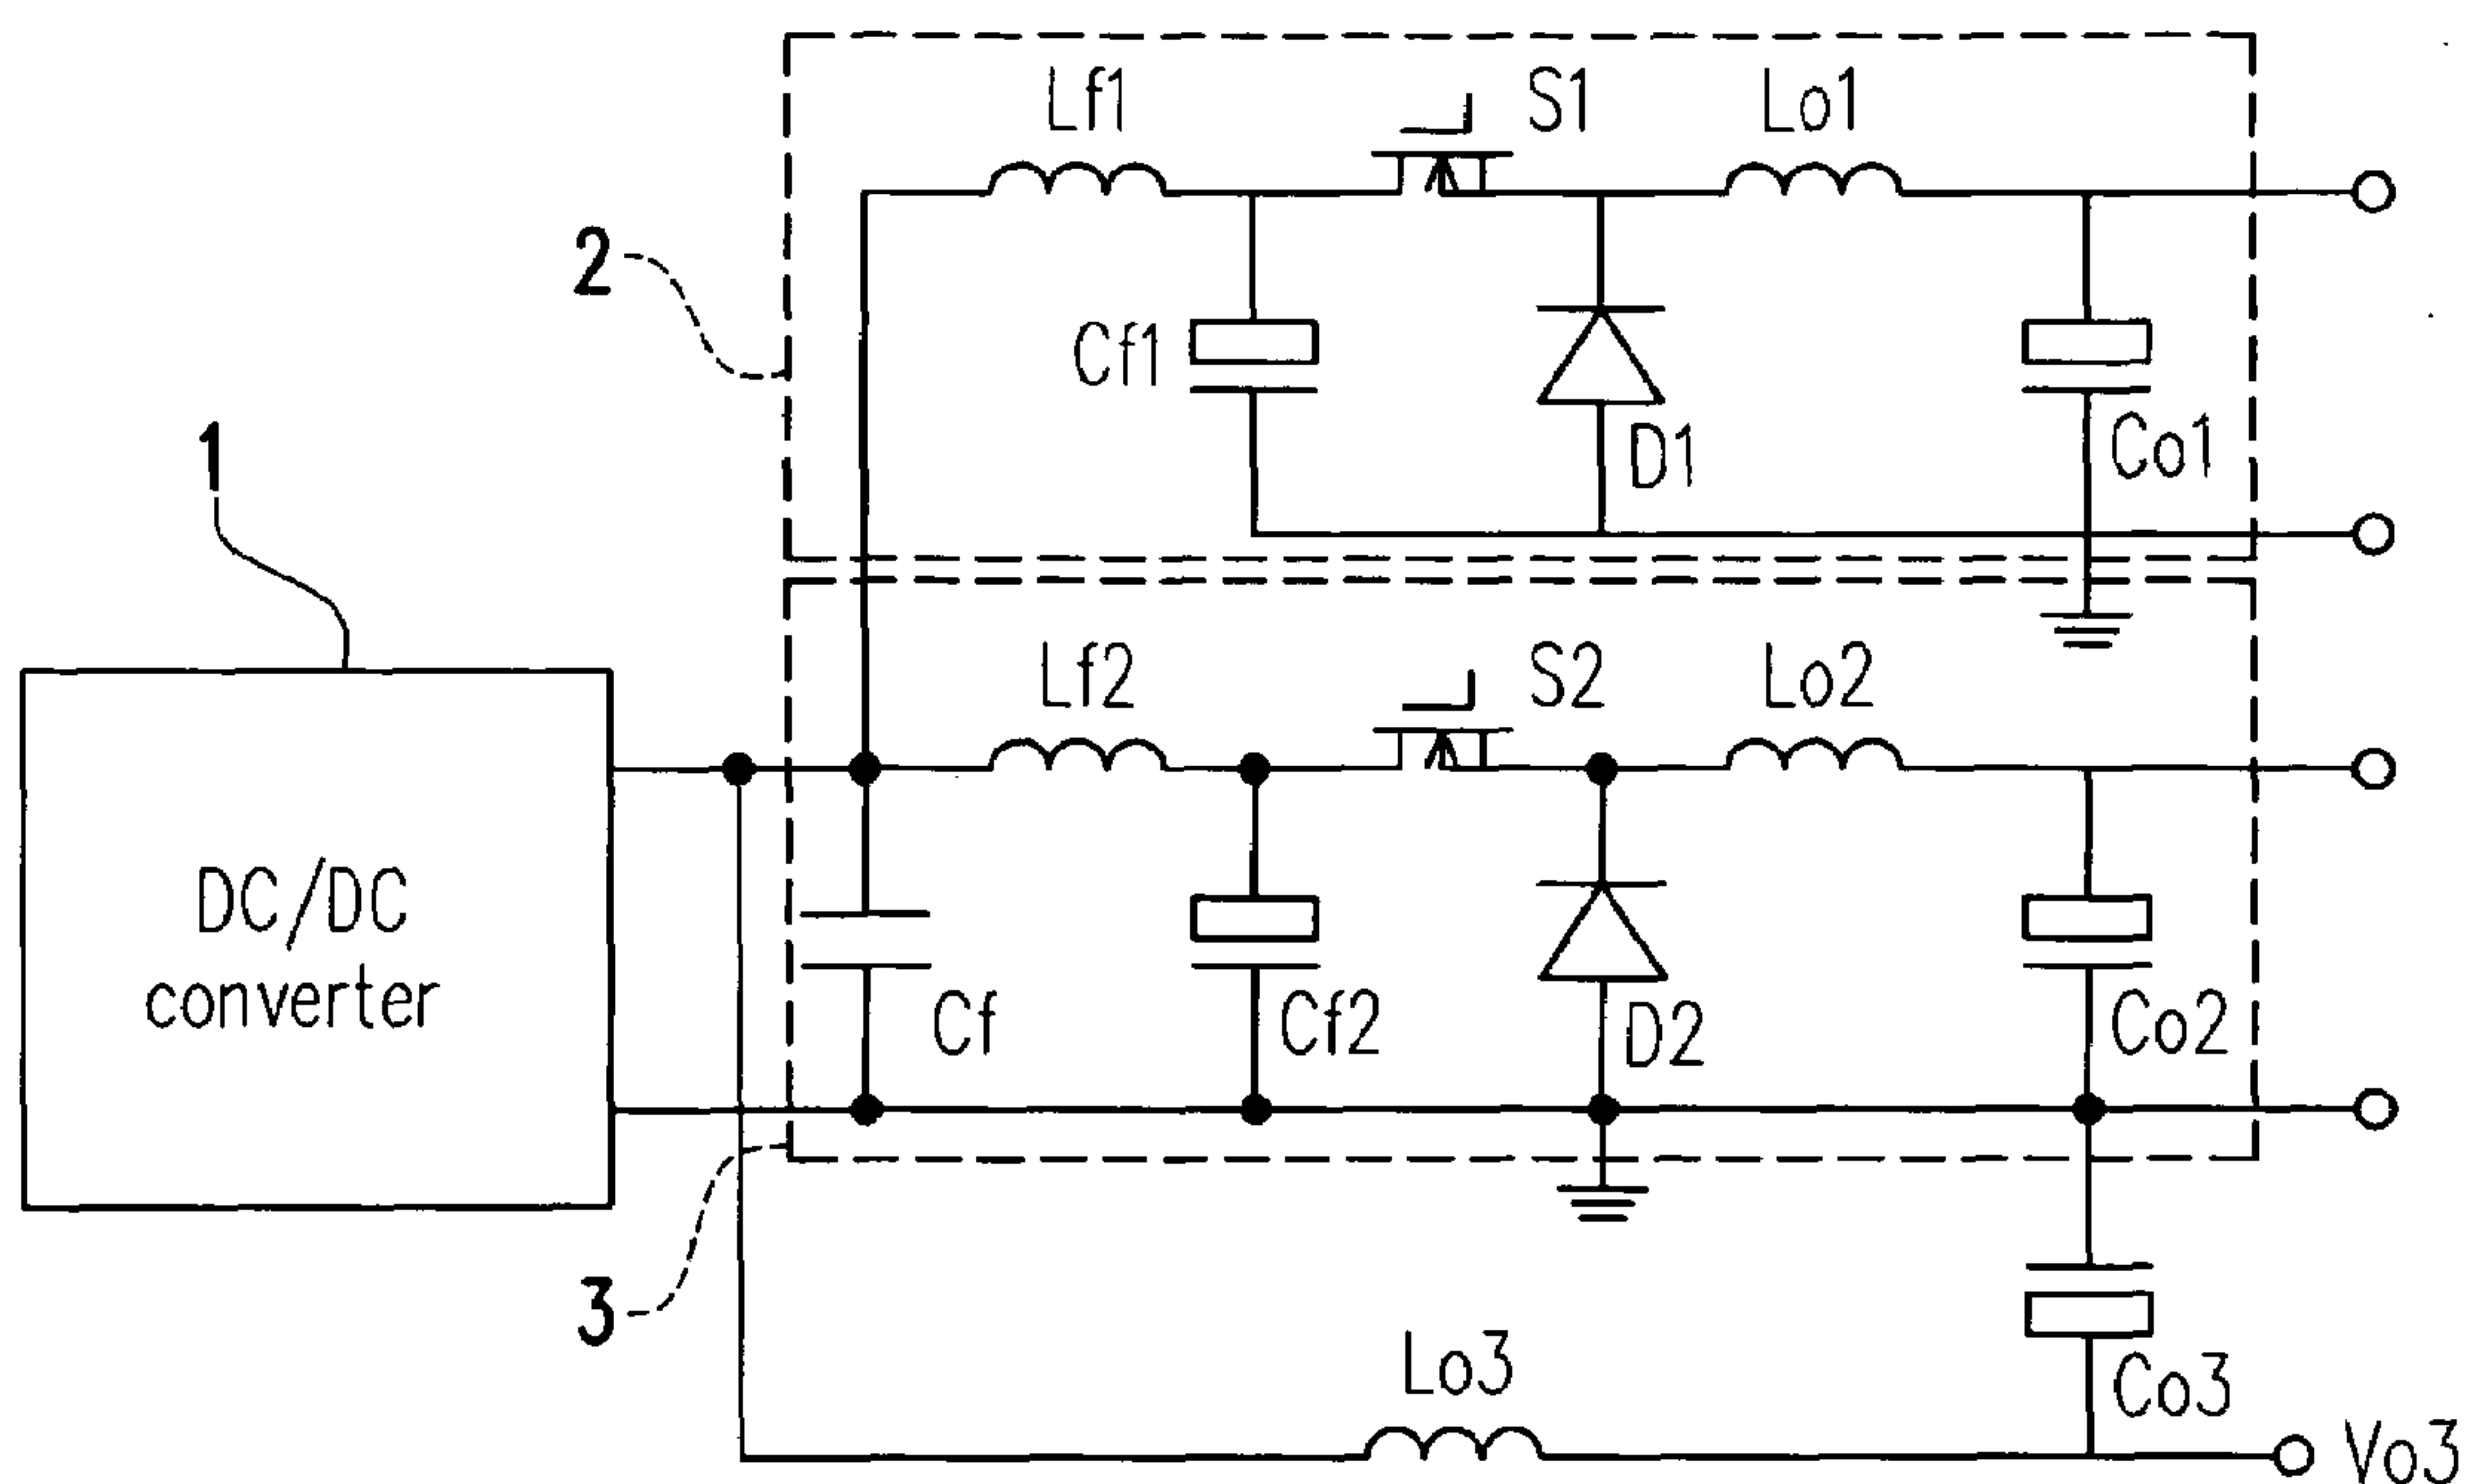 Lf1
S1
Lo1
2
Cf1
D1
Co1
1
Lf2
S2
Lo2
DC/DC
converter
Cf
Cf2
D2
Co2
3
Lo3
Co3
Vo3